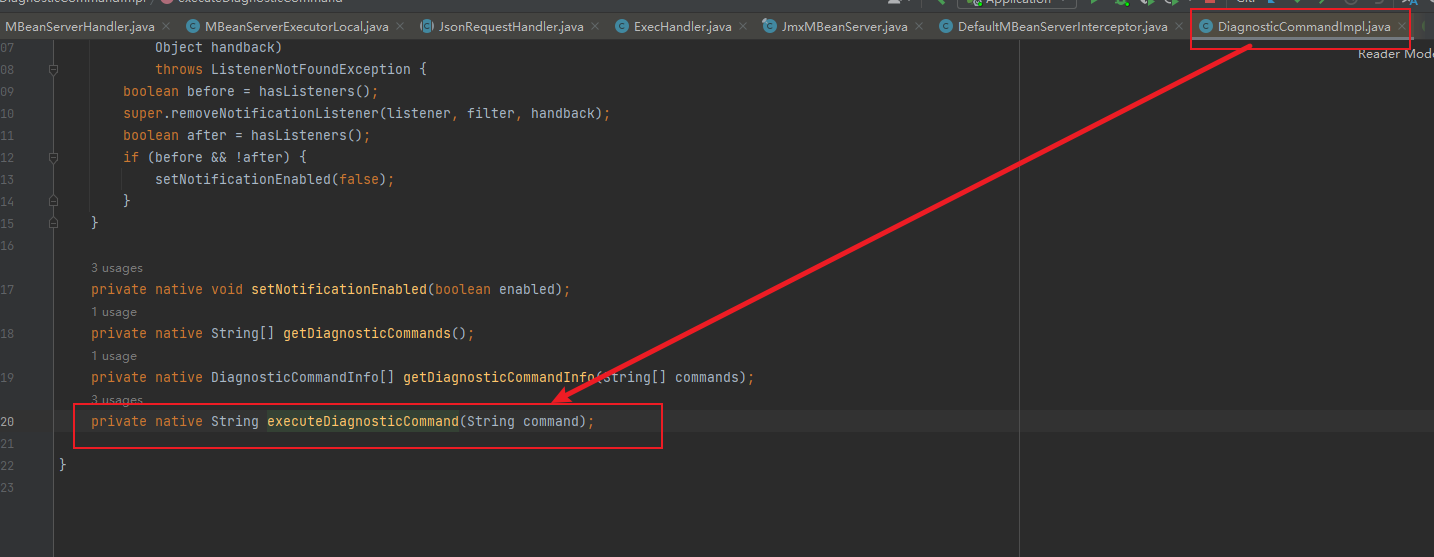 DiagnosticCommandImpl executeDiagnosticCommand Application Git:
MBeanServerHandler.java MBeanServerExecutorLocal.java JsonRequestHandler.java ExecHandler.java JmxMBeanServer.java DefaultMBeanServerInterceptor.java DiagnosticCommandImpl.java
07 Object handback)
Reader Mode
08 throws ListenerNotFoundException {
09 boolean before = hasListeners();
10 super.removeNotificationListener(listener, filter, handback);
11 boolean after = hasListeners();
12 if (before && !after) {
13 setNotificationEnabled(false);
14 }
15 }
16
3 usages
17 private native void setNotificationEnabled(boolean enabled);
1 usage
18 private native String[] getDiagnosticCommands();
1 usage
19 private native DiagnosticCommandInfo[] getDiagnosticCommandInfo(String[] commands);
3 usages
20 private native String executeDiagnosticCommand(String command);
21
22 }
23